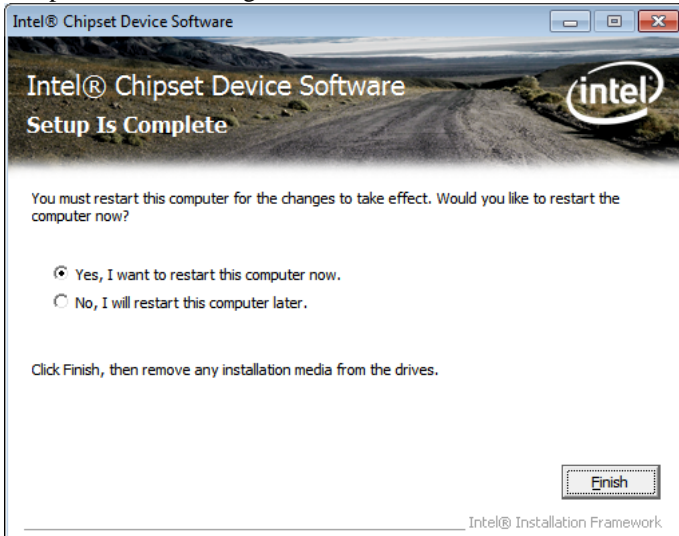 Intel® Chipset Device Software
Intel® Chipset Device Software
intel
Setup Is Complete
You must restart this computer for the changes to take effect. Would you like to restart the
computer now?
Yes, I want to restart this computer now.
No, I will restart this computer later.
Click Finish, then remove any installation media from the drives.
Finish
Intel® Installation Framework